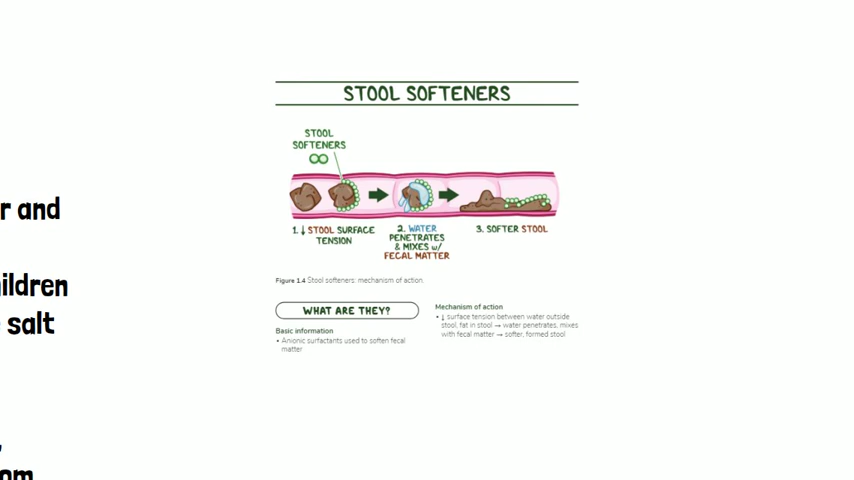 r and
ildren
salt
om
STOOL SOFTENERS
STOOL
SOFTENERS
1. ↓ STOOL SURFACE
TENSION
2. WATER
PENETRATES
& MIXES w/
FECAL MATTER
3. SOFTER STOOL
Figure 1.4 Stool softeners: mechanism of action.
WHAT ARE THEY?
Basic information
• Anionic surfactants used to soften fecal
matter
Mechanism of action
• ↓ surface tension between water outside
stool, fat in stool → water penetrates, mixes
with fecal matter → softer, formed stool